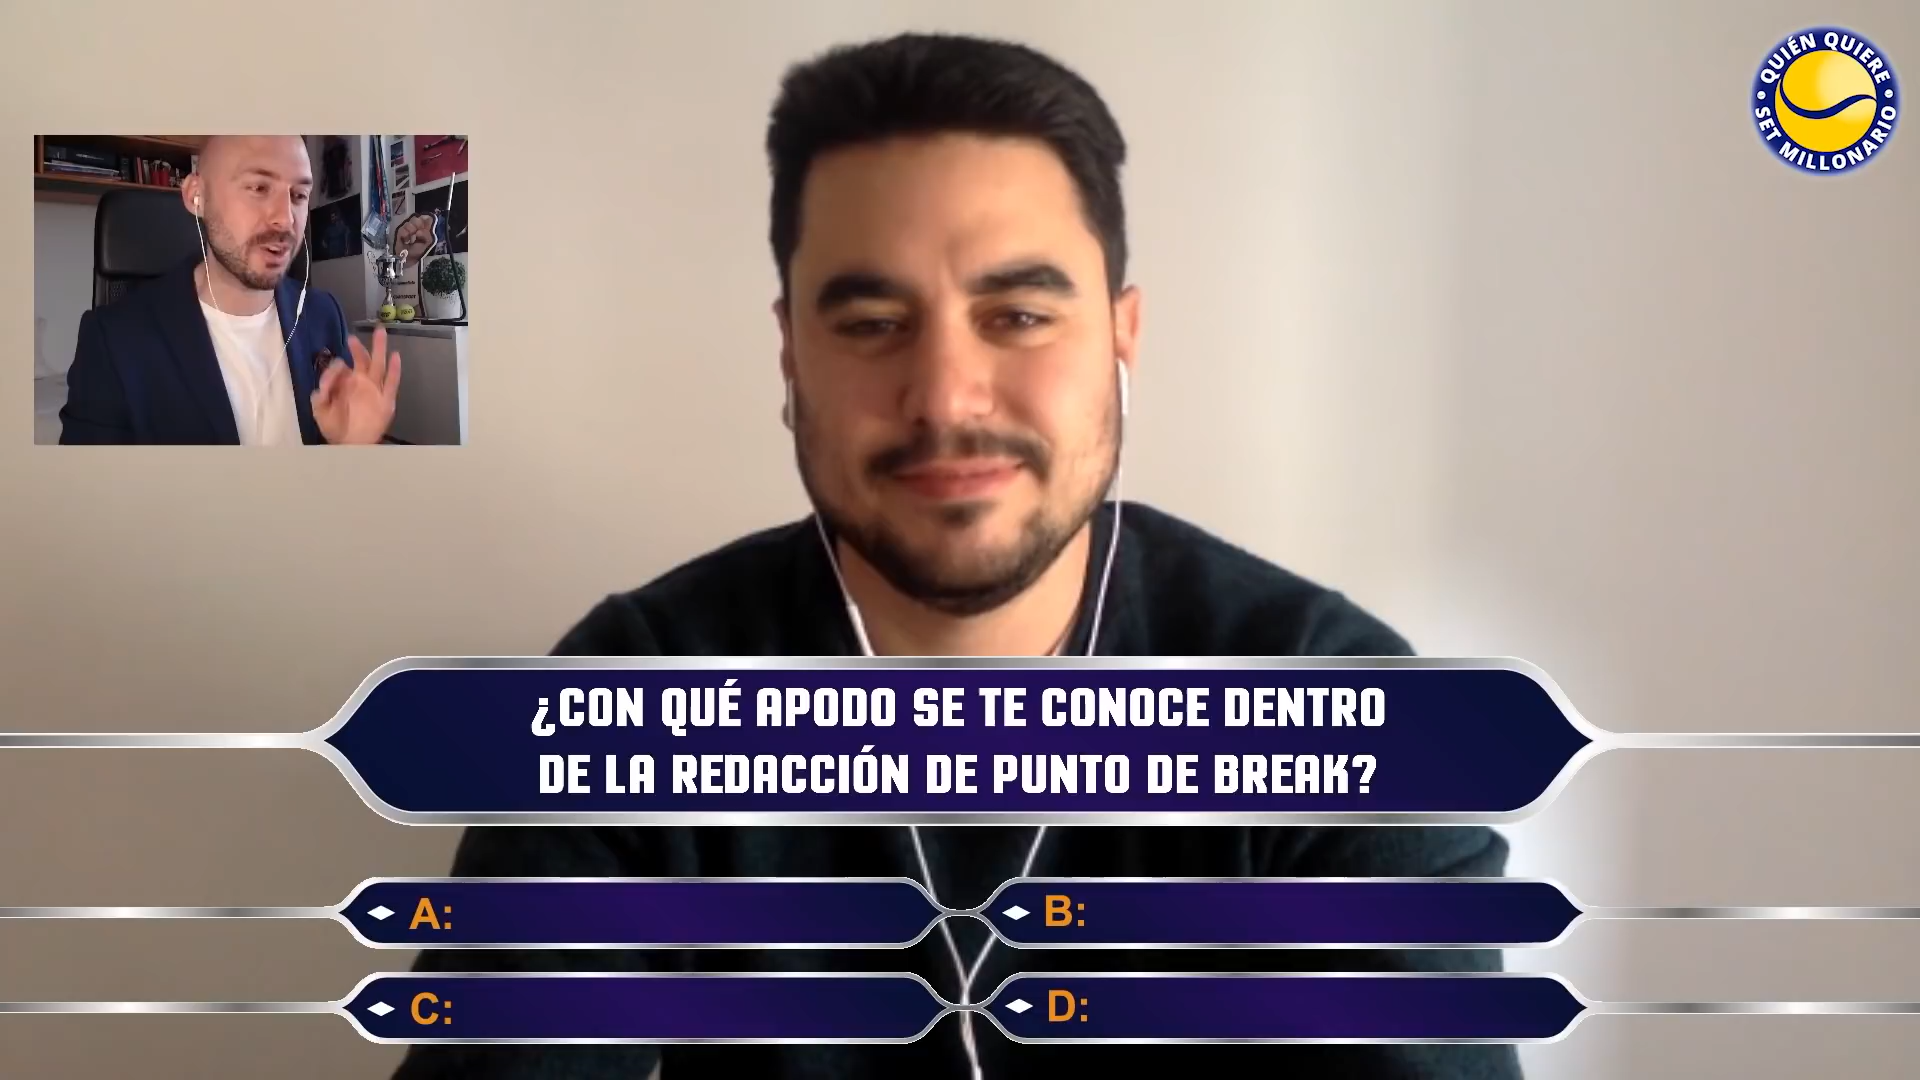 QUIÉN QUIERE
SET MILLONARIO
¿CON QUÉ APODO SE TE CONOCE DENTRO
DE LA REDACCIÓN DE PUNTO DE BREAK?
A:
B:
C:
D: